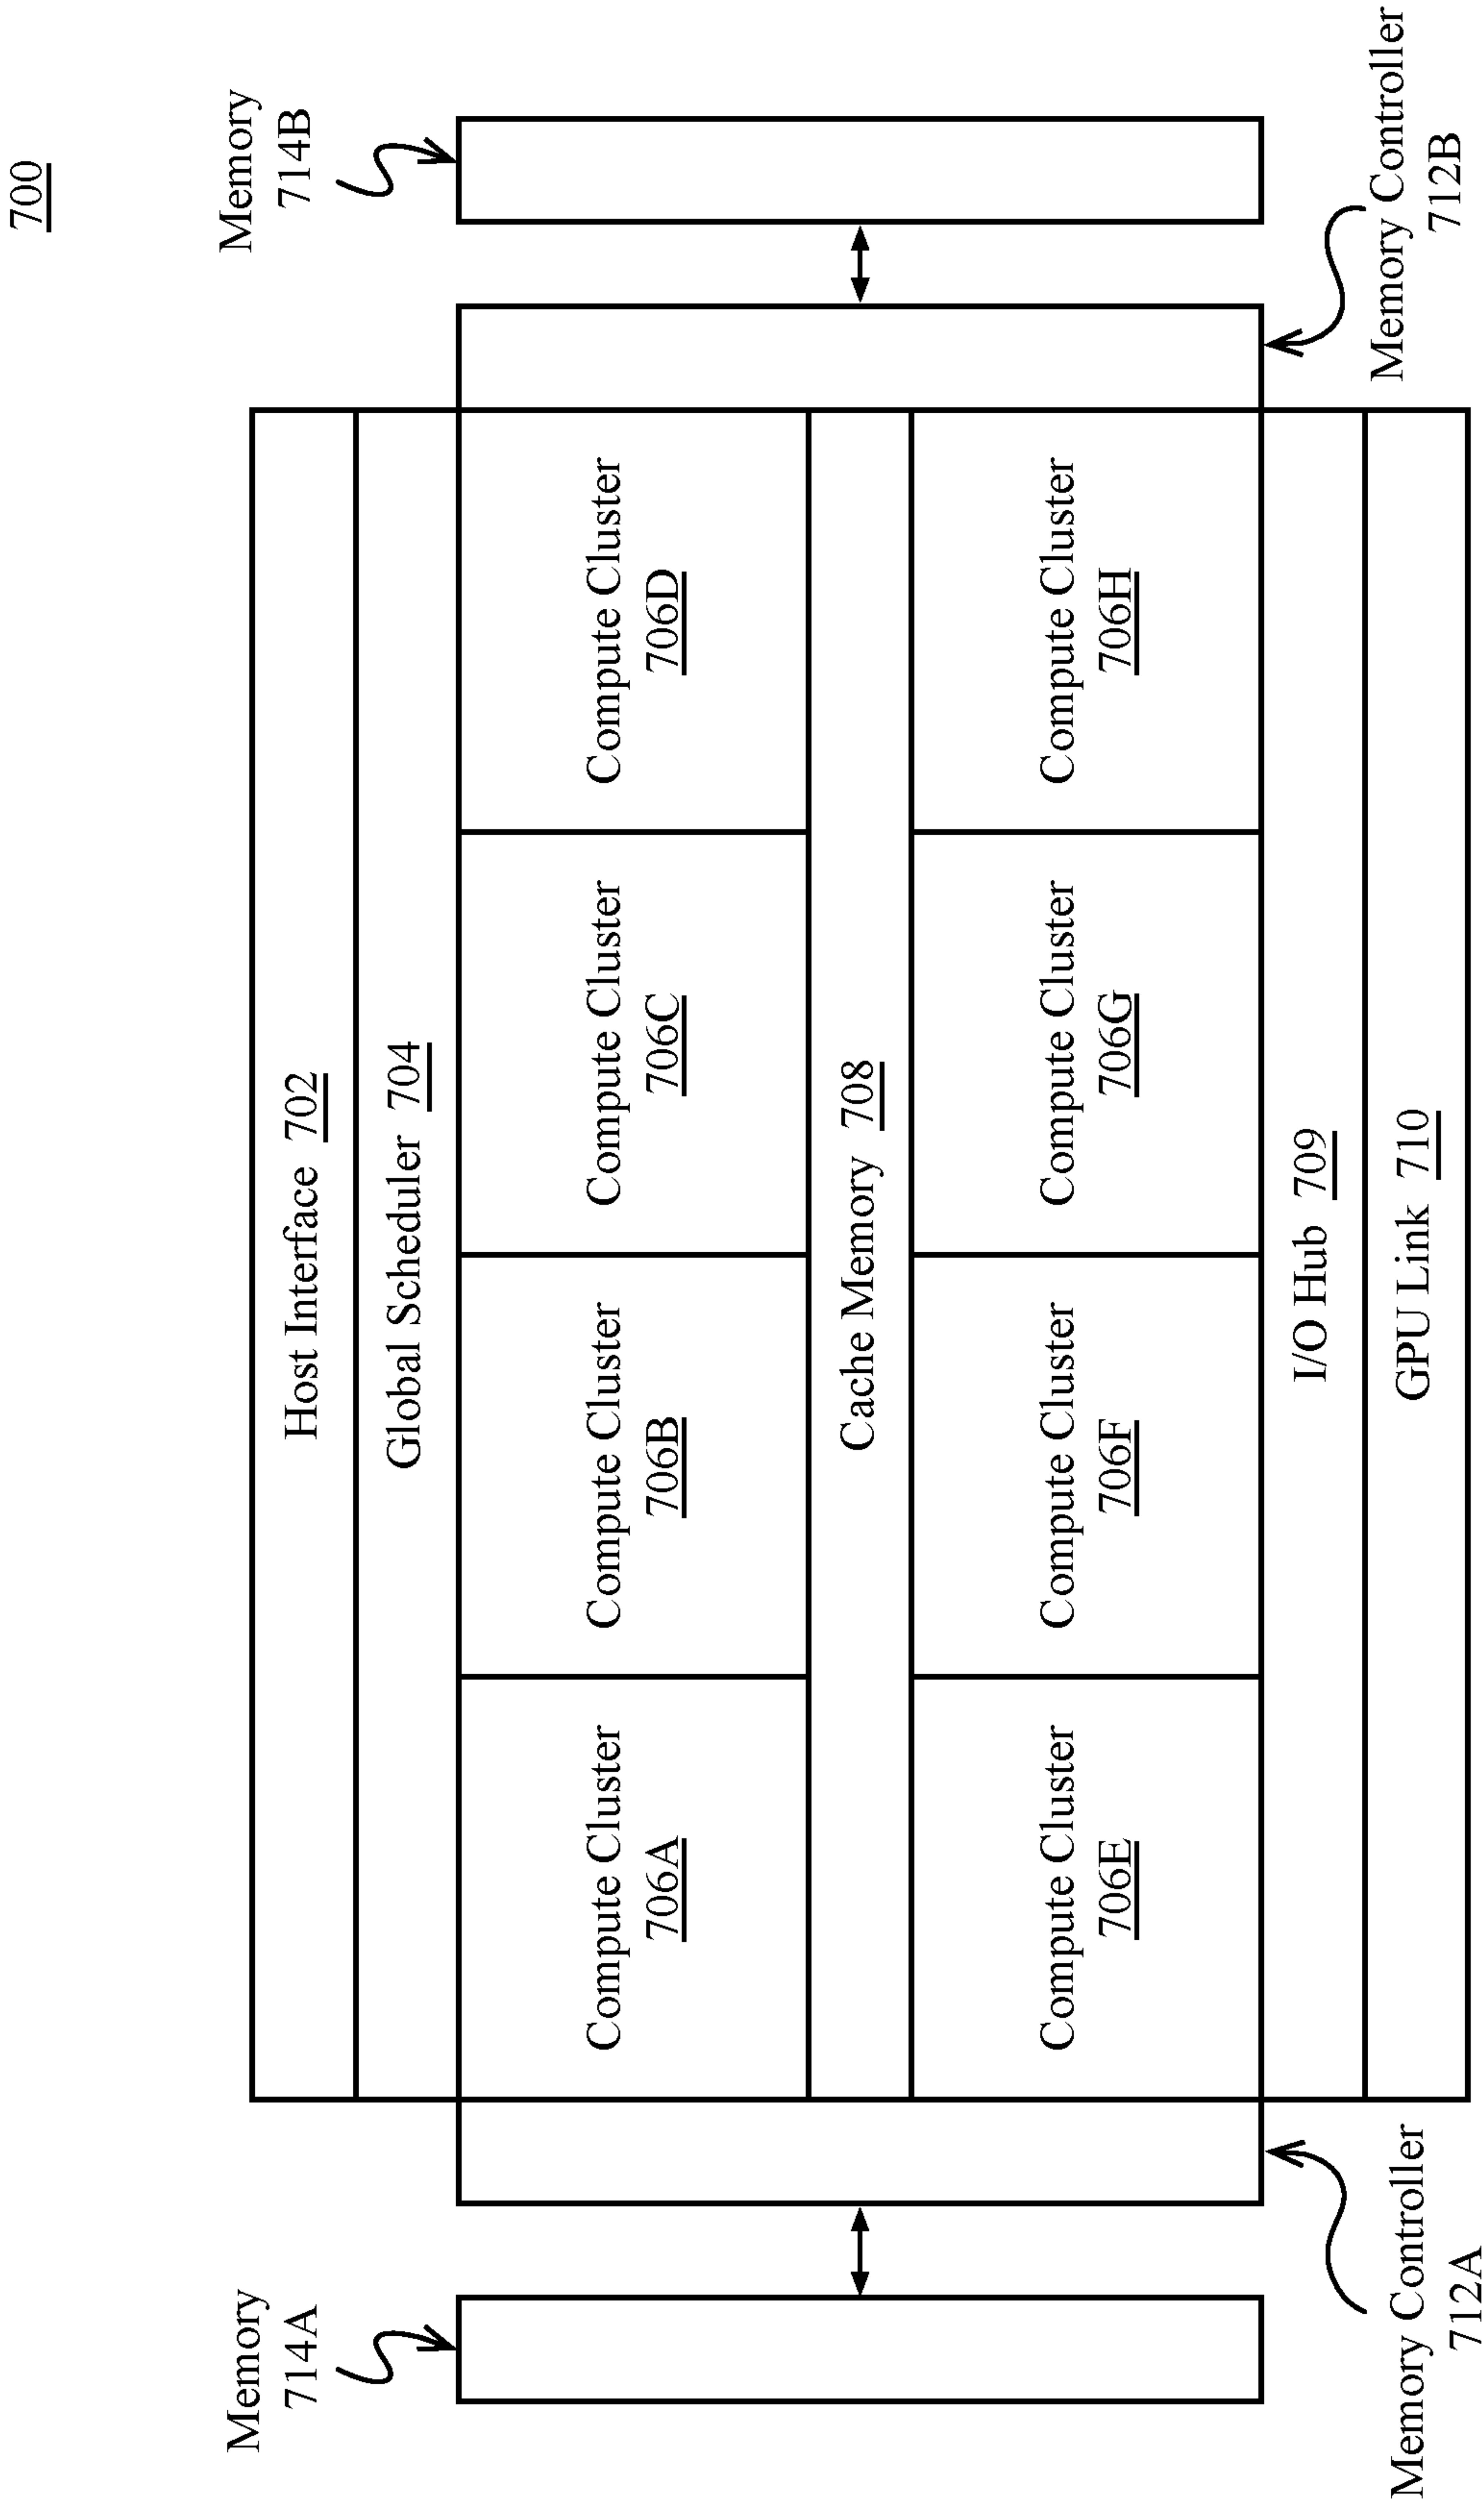 700
Host Interface 702
Global Scheduler 704
Memory
714A
Memory
714B
Compute Cluster
706A
Compute Cluster
706B
Compute Cluster
706C
Compute Cluster
706D
Cache Memory 708
Compute Cluster
706E
Compute Cluster
706F
Compute Cluster
706G
Compute Cluster
706H
I/O Hub 709
GPU Link 710
Memory Controller
712A
Memory Controller
712B